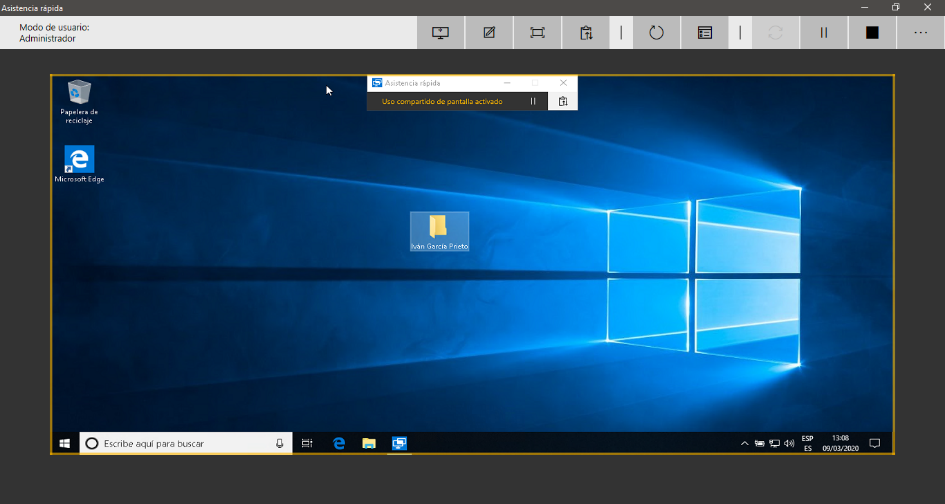 Asistencia rápida
Modo de usuario:
Administrador
Asistencia rápida
Uso compartido de pantalla activado
Papelera de
reciclaje
Microsoft Edge
Iván García Prieto
Escribe aquí para buscar
ESP
ES
13:08
09/03/2020